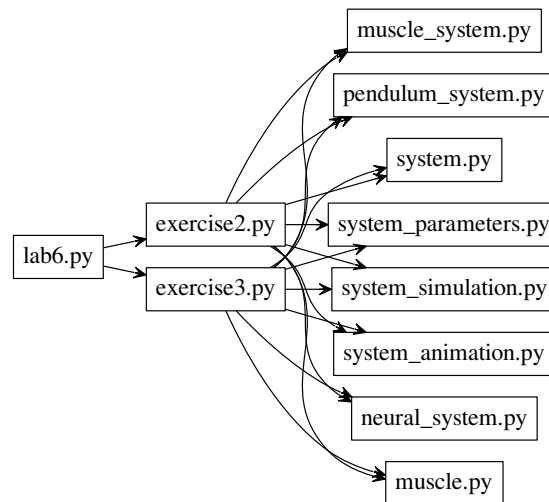 muscle_system.py
pendulum_system.py
system.py
exercise2.py
system_parameters.py
lab6.py
exercise3.py
system_simulation.py
system_animation.py
neural_system.py
muscle.py